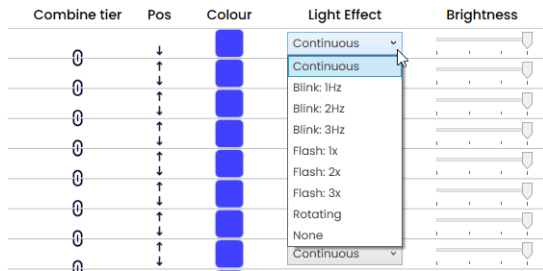 Combine tier Pos Colour Light Effect Brightness
Continuous
Continuous
Blink: 1Hz
Blink: 2Hz
Blink: 3Hz
Flash: 1x
Flash: 2x
Flash: 3x
Rotating
None
Continuous